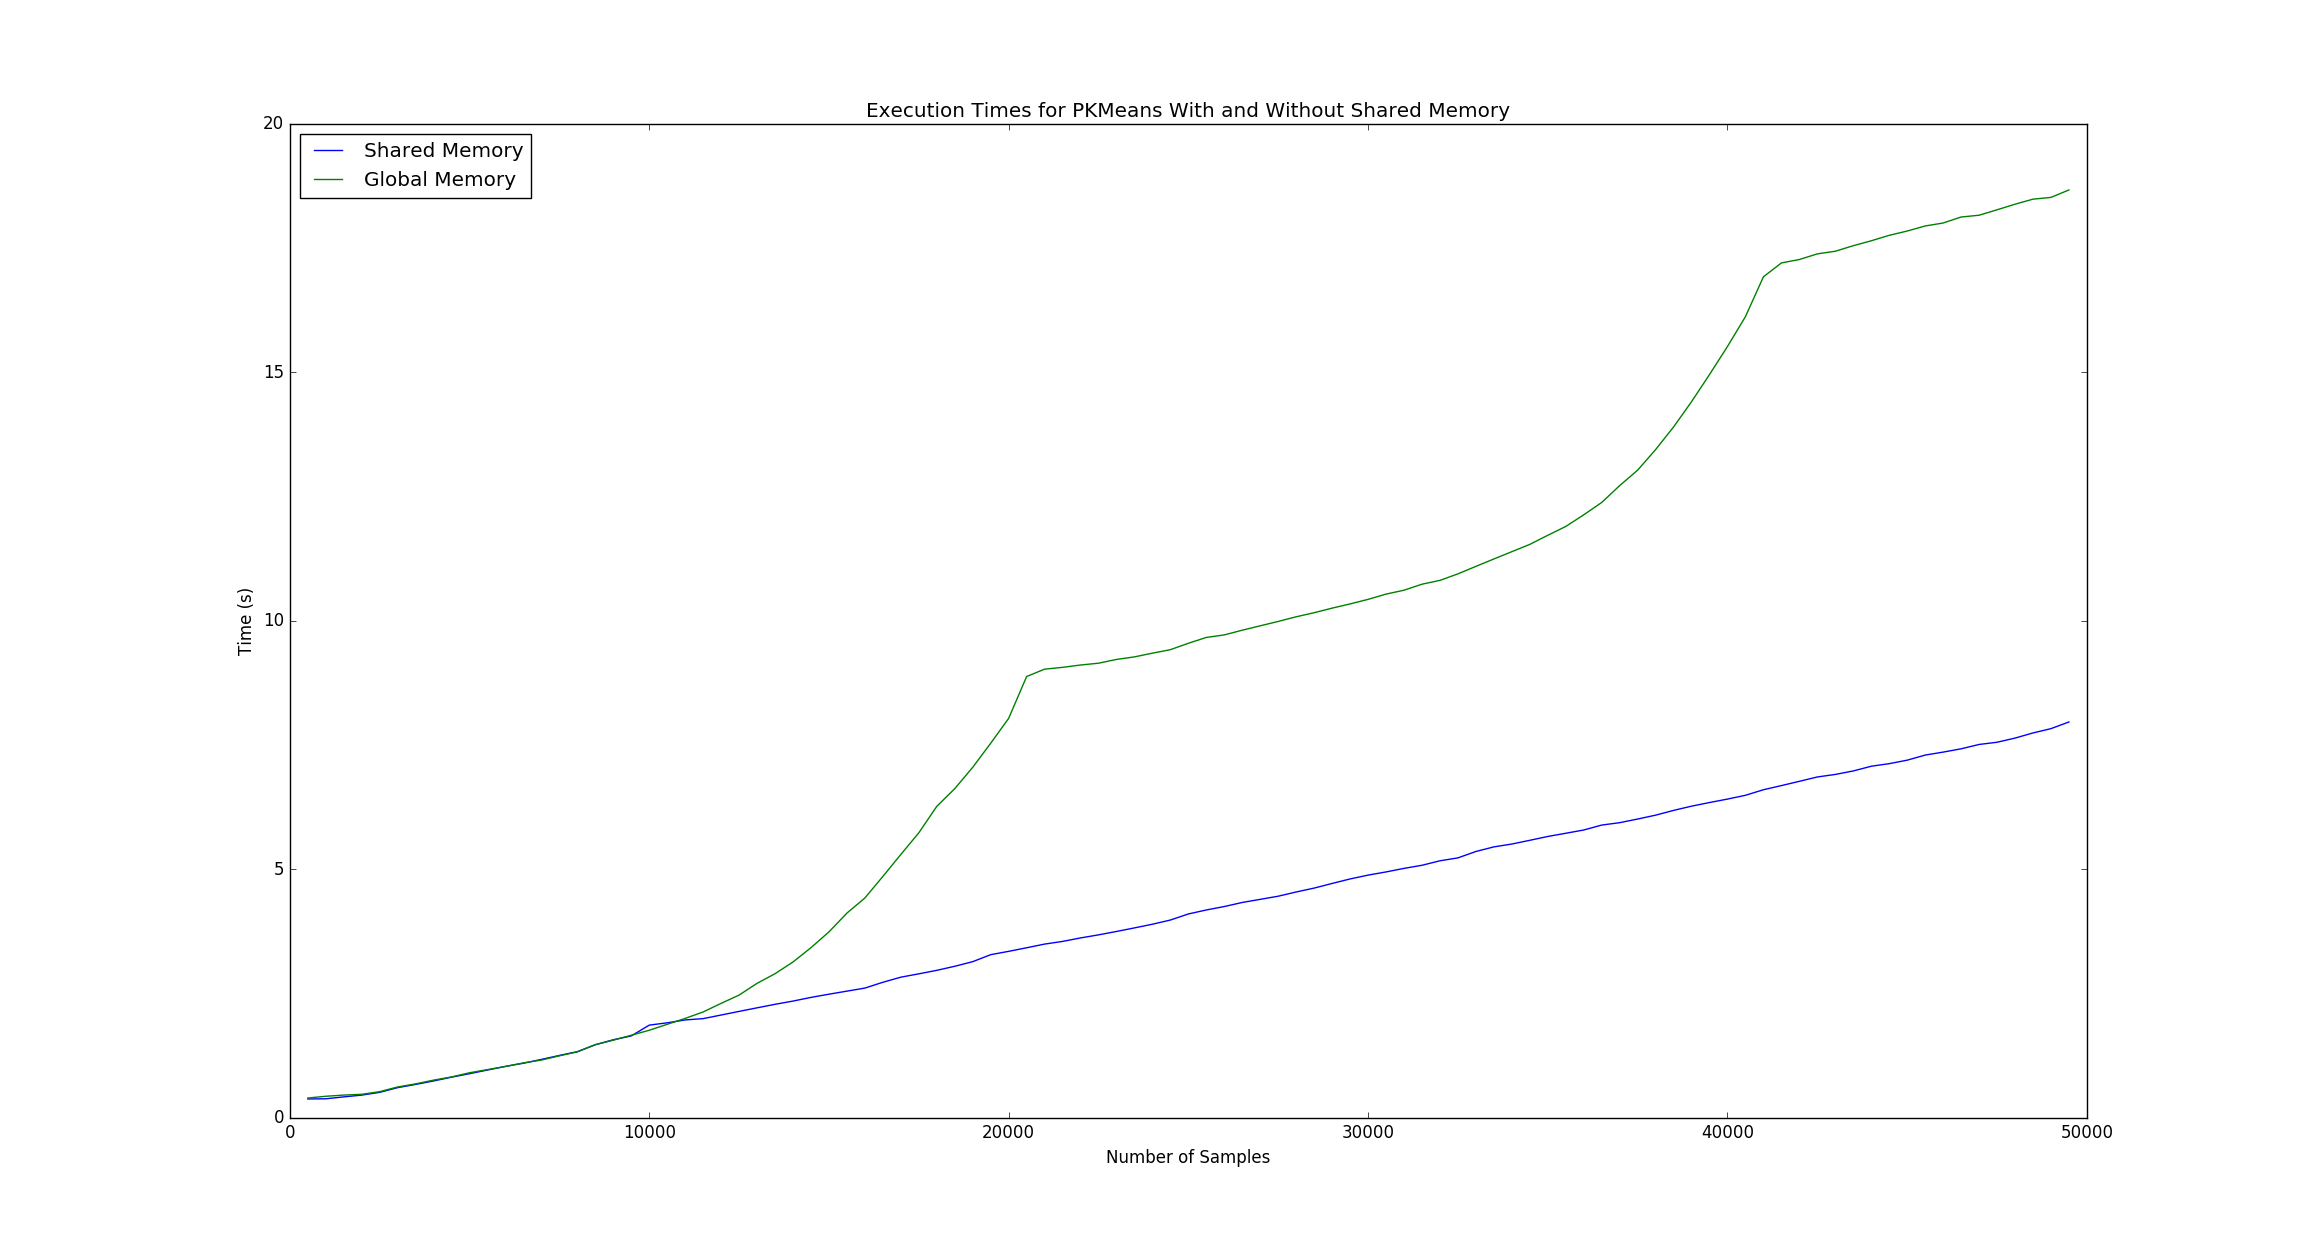 Execution Times for PKMeans With and Without Shared Memory
20
Shared Memory
Global Memory
15
Time (s)
10
5
0
0 10000 20000 30000 40000 50000
Number of Samples